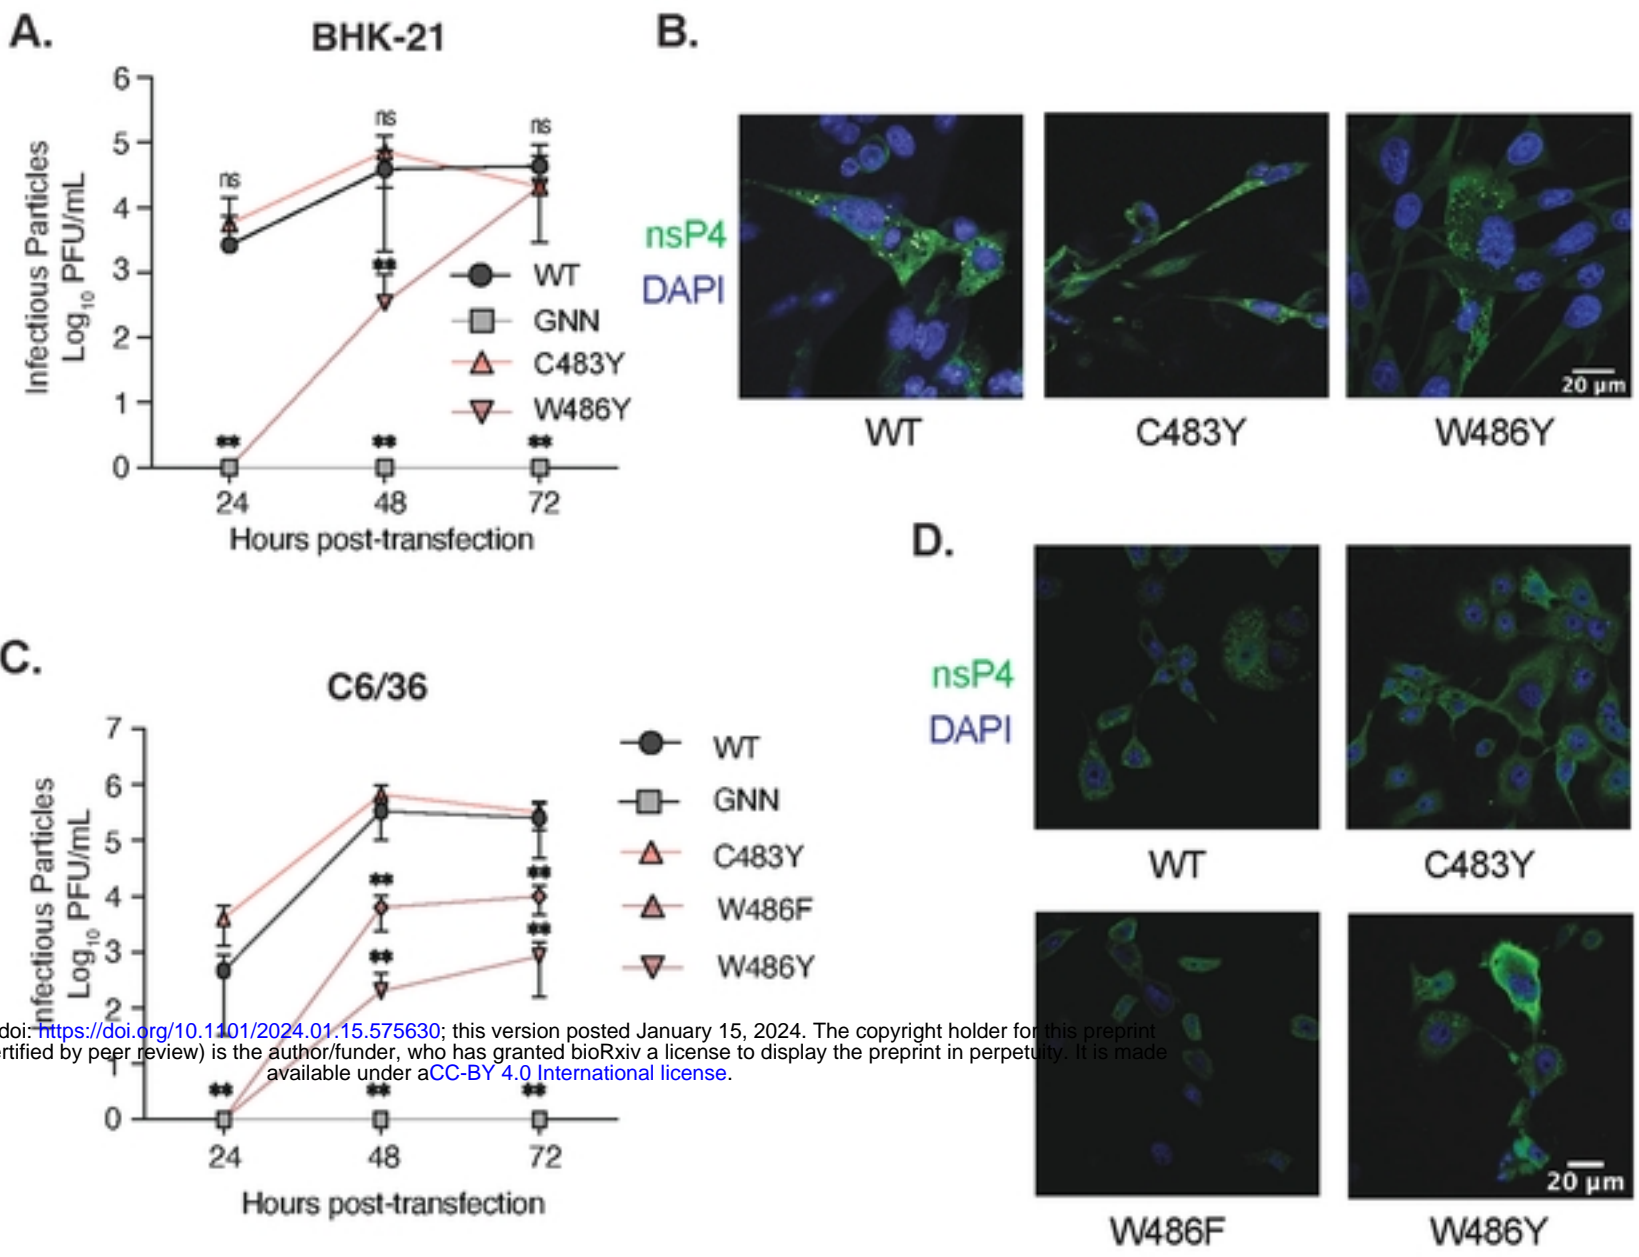 A.
BHK-21
Infectious Particles
Log10 PFU/mL
6
5
4
3
2
1
0
ns
ns
ns
**
**
**
**
WT
GNN
C483Y
W486Y
24
48
72
Hours post-transfection
B.
nsP4
DAPI
20 µm
WT
C483Y
W486Y
C.
C6/36
Infectious Particles
Log10 PFU/mL
7
6
5
4
3
2
1
0
**
**
**
**
**
**
**
WT
GNN
C483Y
W486F
W486Y
24
48
72
Hours post-transfection
D.
nsP4
DAPI
WT
C483Y
20 µm
W486F
W486Y
doi: https://doi.org/10.1101/2024.01.15.575630; this version posted January 15, 2024. The copyright holder for this preprint
ertified by peer review) is the author/funder, who has granted bioRxiv a license to display the preprint in perpetuity. It is made
available under aCC-BY 4.0 International license.